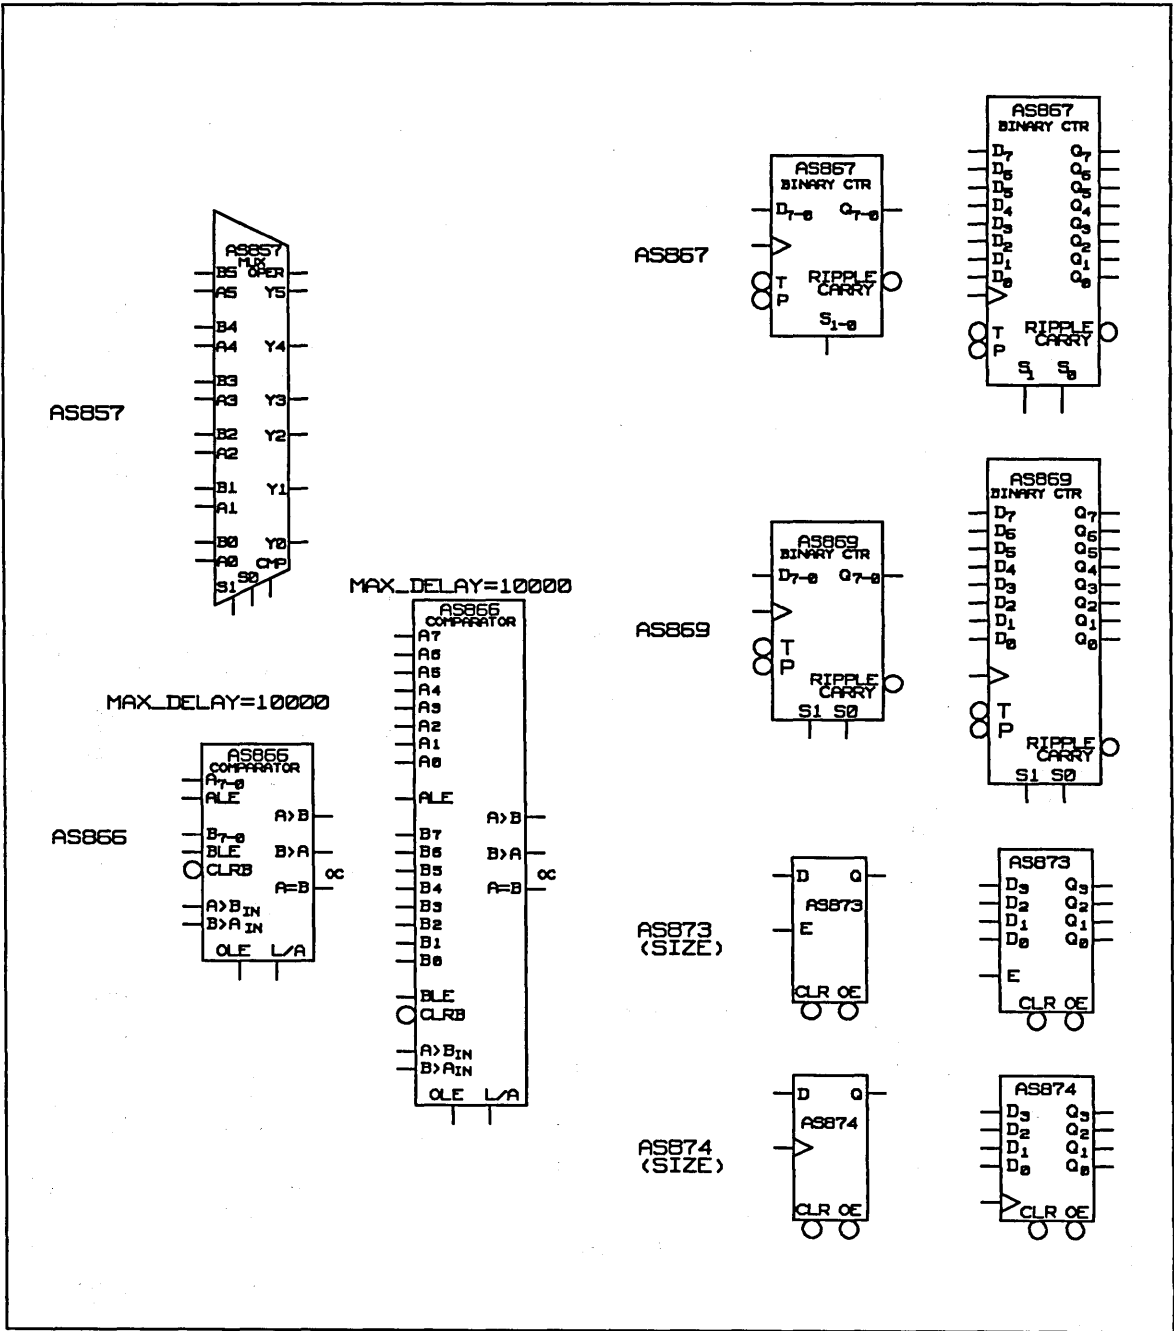 AS857
AS857
MUX
B5 OPER
A5 Y5
B4
A4 Y4
B3
A3 Y3
B2 Y2
A2
B1 Y1
A1
B0 Y0
A0 CMP
S1 S0
AS866
MAX_DELAY=10000
AS866
COMPARATOR
A7-0
ALE
A>B
B7-0
BLE B>A
CLRB OC
A=B
A>BIN
B>AIN
OLE L/A
MAX_DELAY=10000
AS866
COMPARATOR
A7
A6
A5
A4
A3
A2
A1
A0
ALE
A>B
B7
B6 B>A
B5 OC
B4 A=B
B3
B2
B1
B0
BLE
CLRB
A>BIN
B>AIN
OLE L/A
AS867
AS867
BINARY CTR
D7-0 Q7-0
T RIPPLE
P CARRY
S1-0
AS867
BINARY CTR
D7 Q7
D6 Q6
D5 Q5
D4 Q4
D3 Q3
D2 Q2
D1 Q1
D0 Q0
T RIPPLE
P CARRY
S1 S0
AS869
AS869
BINARY CTR
D7-0 Q7-0
T
P
RIPPLE
CARRY
S1 S0
AS869
BINARY CTR
D7 Q7
D6 Q6
D5 Q5
D4 Q4
D3 Q3
D2 Q2
D1 Q1
D0 Q0
T
P
RIPPLE
CARRY
S1 S0
AS873
(SIZE)
D Q
AS873
E
CLR OE
AS873
D3 Q3
D2 Q2
D1 Q1
D0 Q0
E
CLR OE
AS874
(SIZE)
D Q
AS874
CLR OE
AS874
D3 Q3
D2 Q2
D1 Q1
D0 Q0
CLR OE